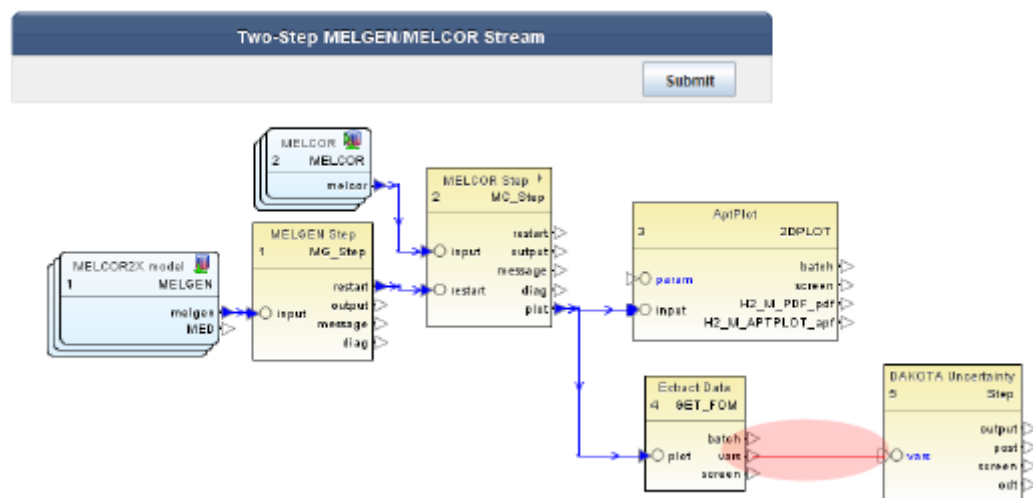 Two-Step MELGEN/MELCOR Stream
Submit
MELCOR
2 MELCOR
melcor
MELCOR Step
2 MC_Step
restart
input output
message
restart diag
plot
MELGEN Step
1 MG_Step
restart
input output
message
diag
MELCOR2X model
1 MELGEN
melgen
MED
AptPlot
3 2DPLOT
batch
param screen
H2_M_PDF_pdf
input
H2_M_APTPLOT_apf
Extract Data
4 GET_FOM
batch
plot vars
screen
DAKOTA Uncertainty
5 Step
output
post
vars screen
odt